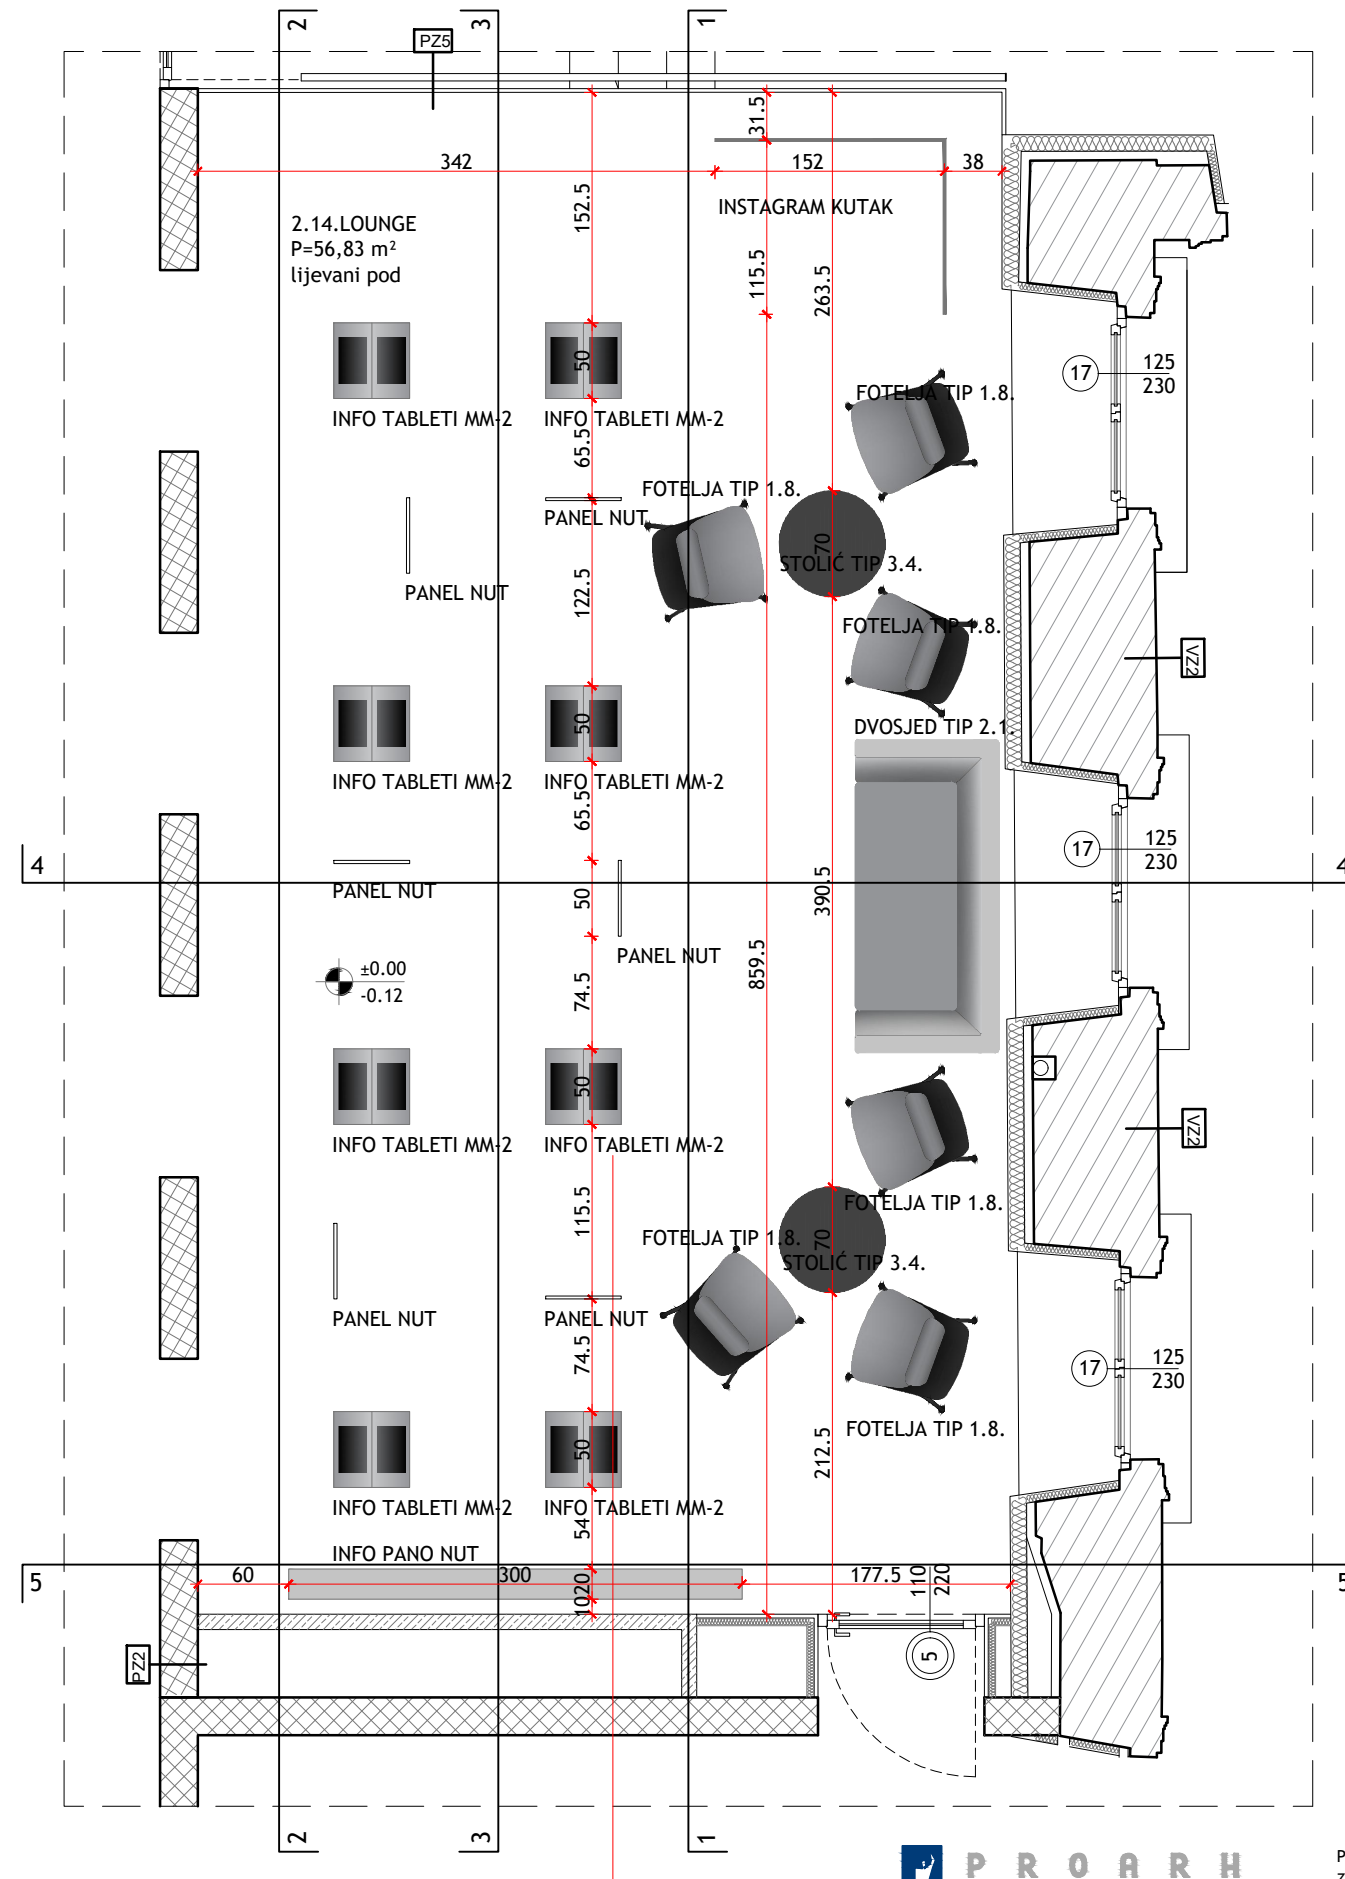 2
3
1
PZ5
31.5
342
152
38
152.5
INSTAGRAM KUTAK
2.14.LOUNGE
P=56,83 m²
lijevani pod
115.5
263.5
125
17
230
50
FOTELJA TIP 1.8.
INFO TABLETI MM-2
INFO TABLETI MM-2
65.5
FOTELJA TIP 1.8.
PANEL NUT
70
STOLIĆ TIP 3.4.
PANEL NUT
122.5
FOTELJA TIP 1.8.
VZ2
50
DVOSJED TIP 2.1.
INFO TABLETI MM-2
INFO TABLETI MM-2
65.5
125
17
230
4
4
PANEL NUT
50
390.5
PANEL NUT
±0.00
-0.12
74.5
859.5
50
INFO TABLETI MM-2
INFO TABLETI MM-2
VZ2
115.5
FOTELJA TIP 1.8.
FOTELJA TIP 1.8.
70
STOLIĆ TIP 3.4.
PANEL NUT
PANEL NUT
74.5
125
17
230
50
212.5
FOTELJA TIP 1.8.
INFO TABLETI MM-2
INFO TABLETI MM-2
54
INFO PANO NUT
5
5
60
300
177.5
110
220
1020
PZ2
5
2
3
1
PROARH